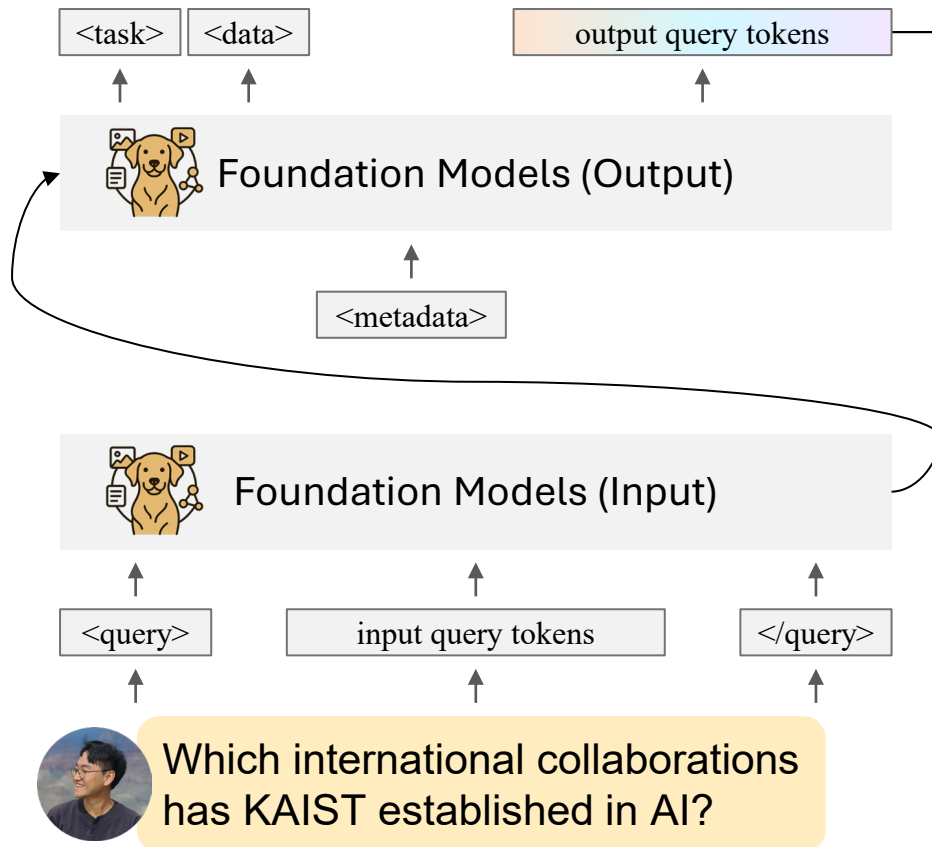 <task> <data> output query tokens
Foundation Models (Output)
<metadata>
Foundation Models (Input)
<query> input query tokens </query>
Which international collaborations
has KAIST established in AI?